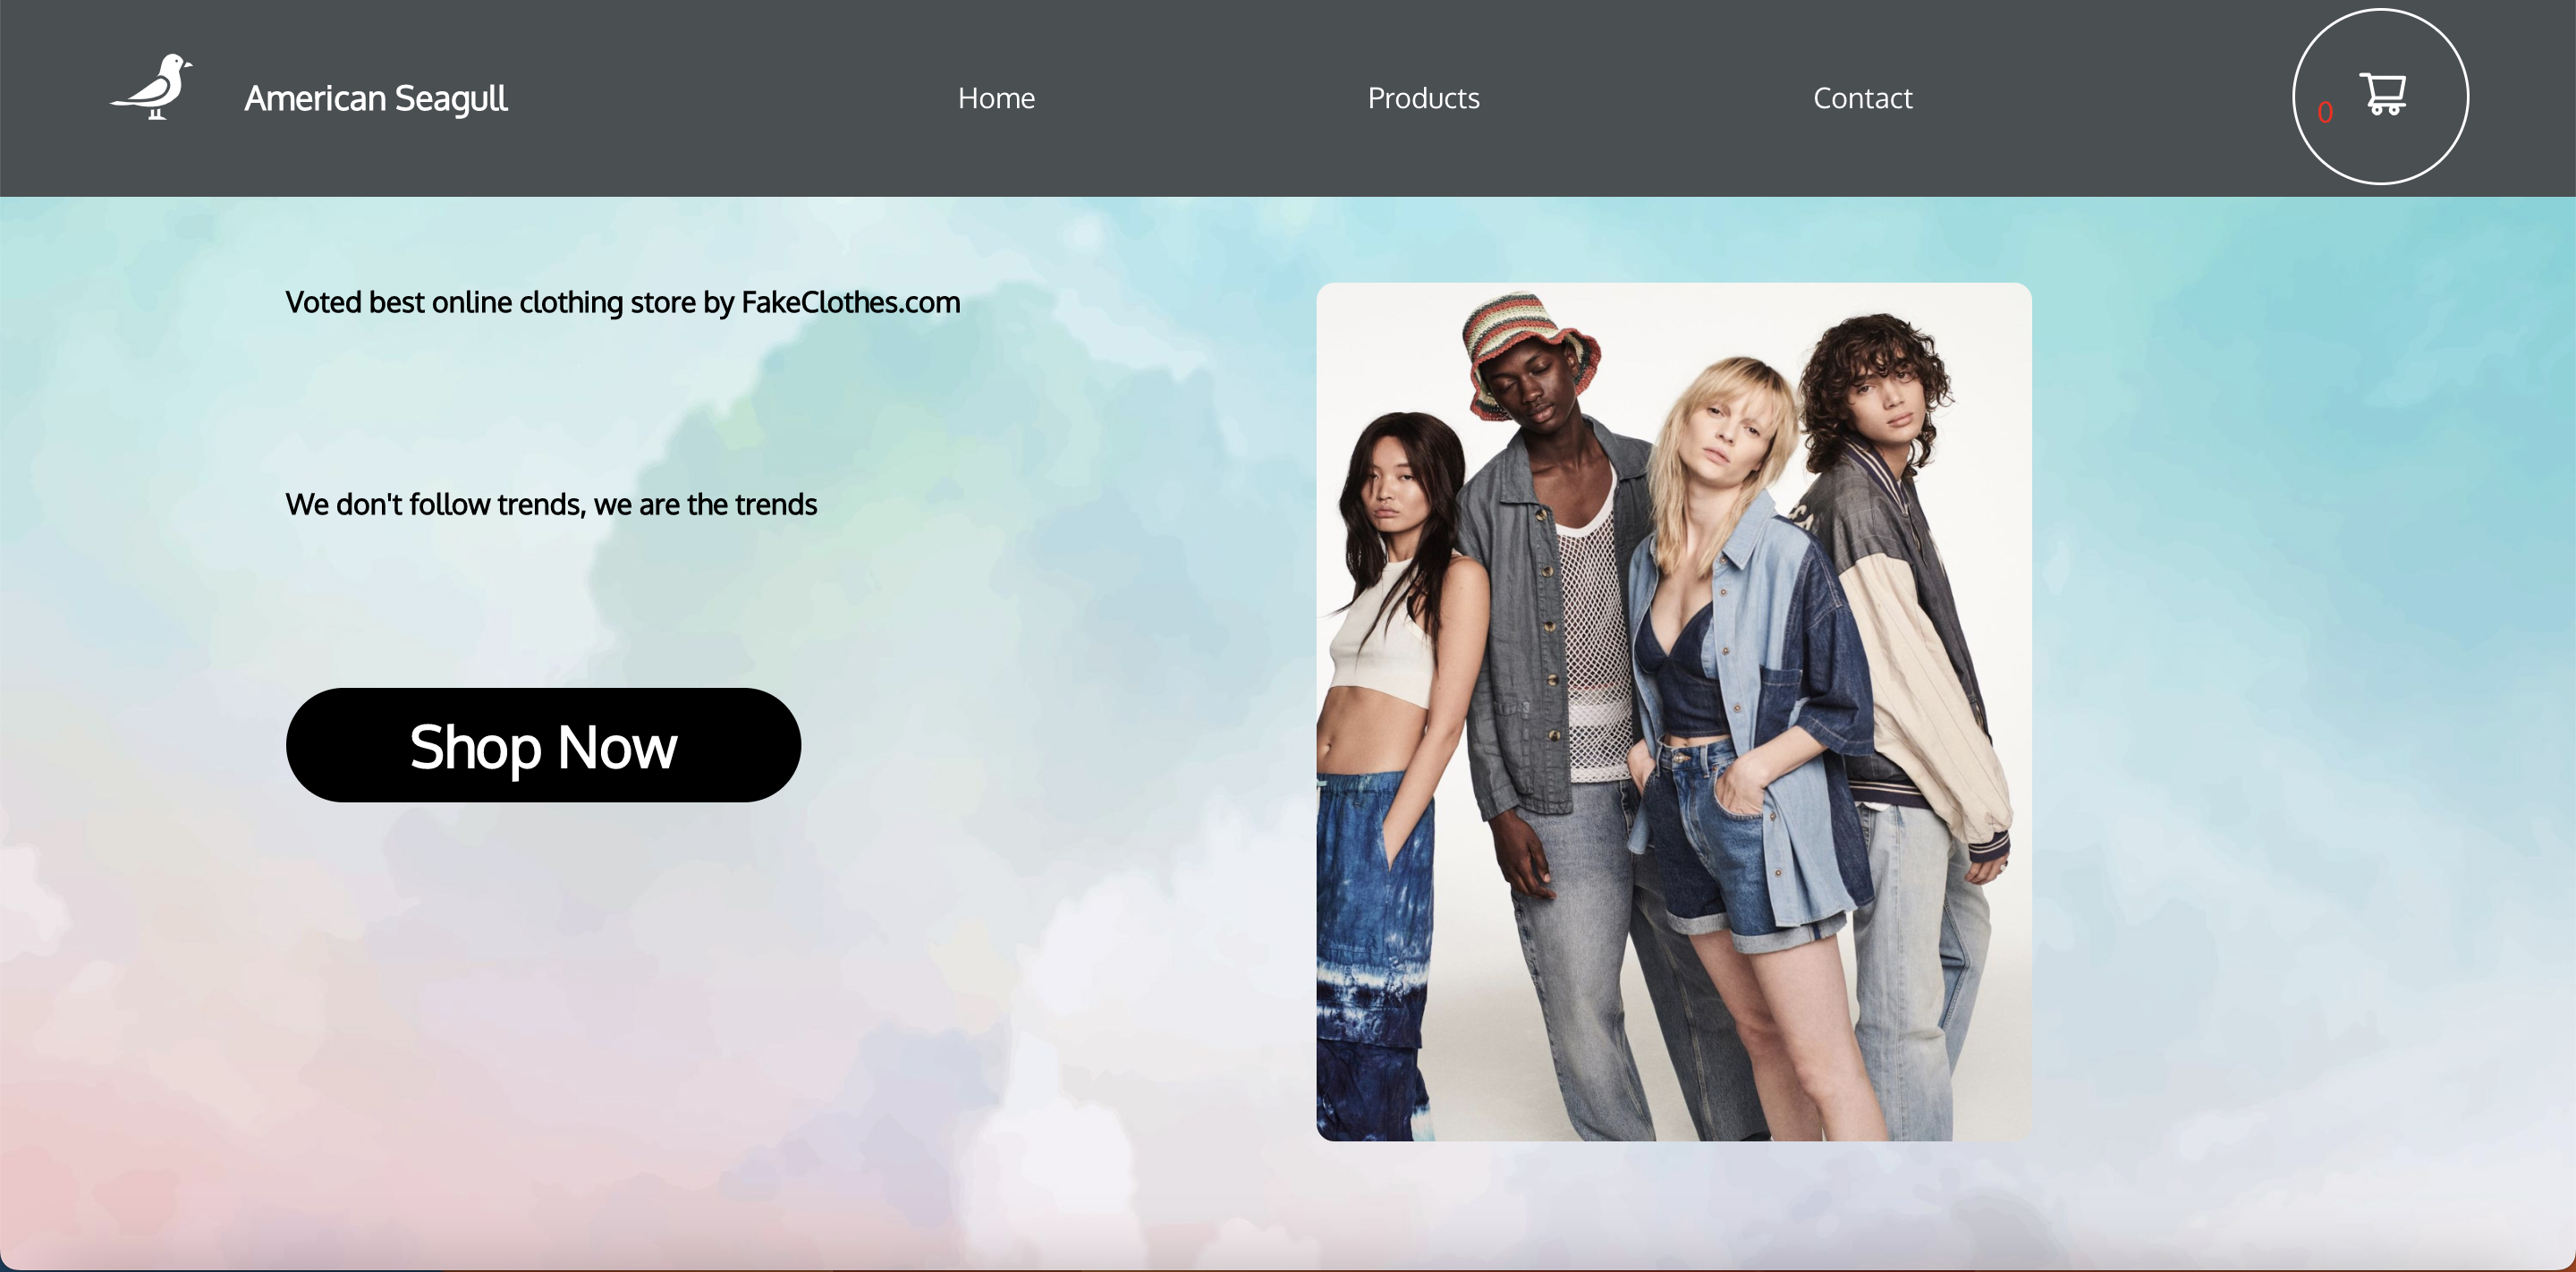 American Seagull
Home
Products
Contact
0
Voted best online clothing store by FakeClothes.com
We don't follow trends, we are the trends
Shop Now